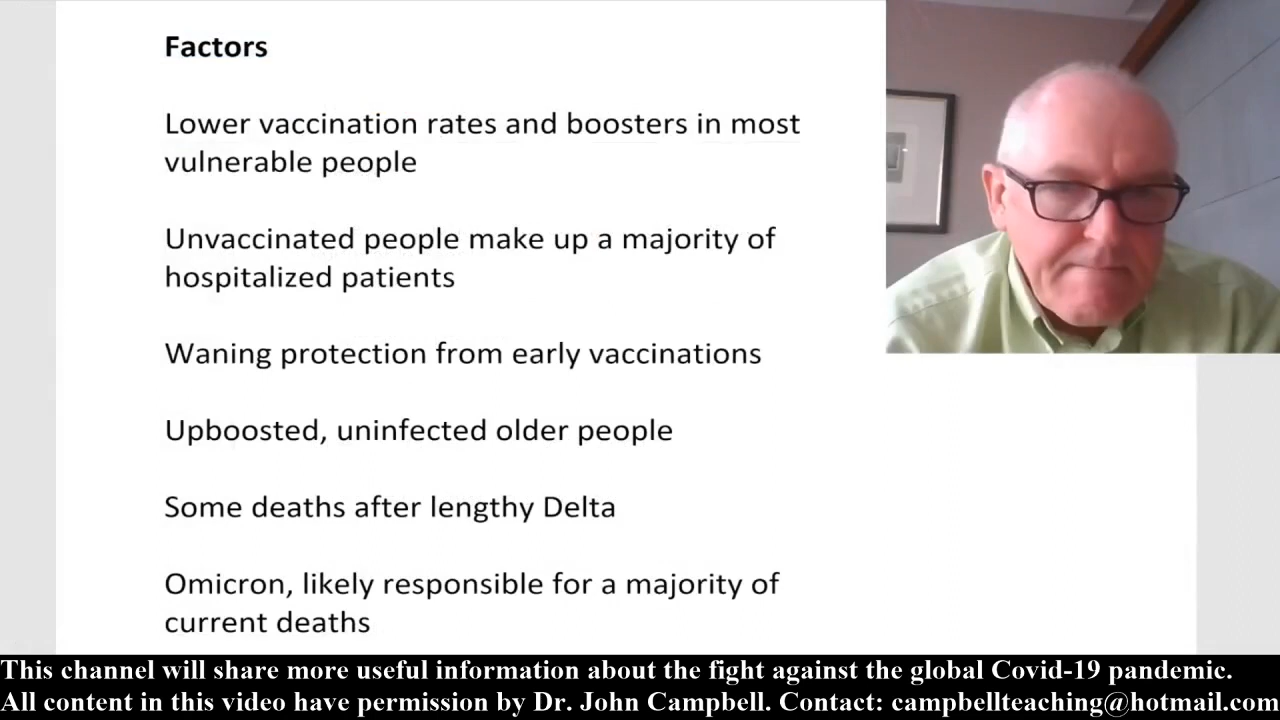 Factors
Lower vaccination rates and boosters in most
vulnerable people
Unvaccinated people make up a majority of
hospitalized patients
Waning protection from early vaccinations
Upboosted, uninfected older people
Some deaths after lengthy Delta
Omicron, likely responsible for a majority of
current deaths
This channel will share more useful information about the fight against the global Covid-19 pandemic.
All content in this video have permission by Dr. John Campbell. Contact: campbellteaching@hotmail.com